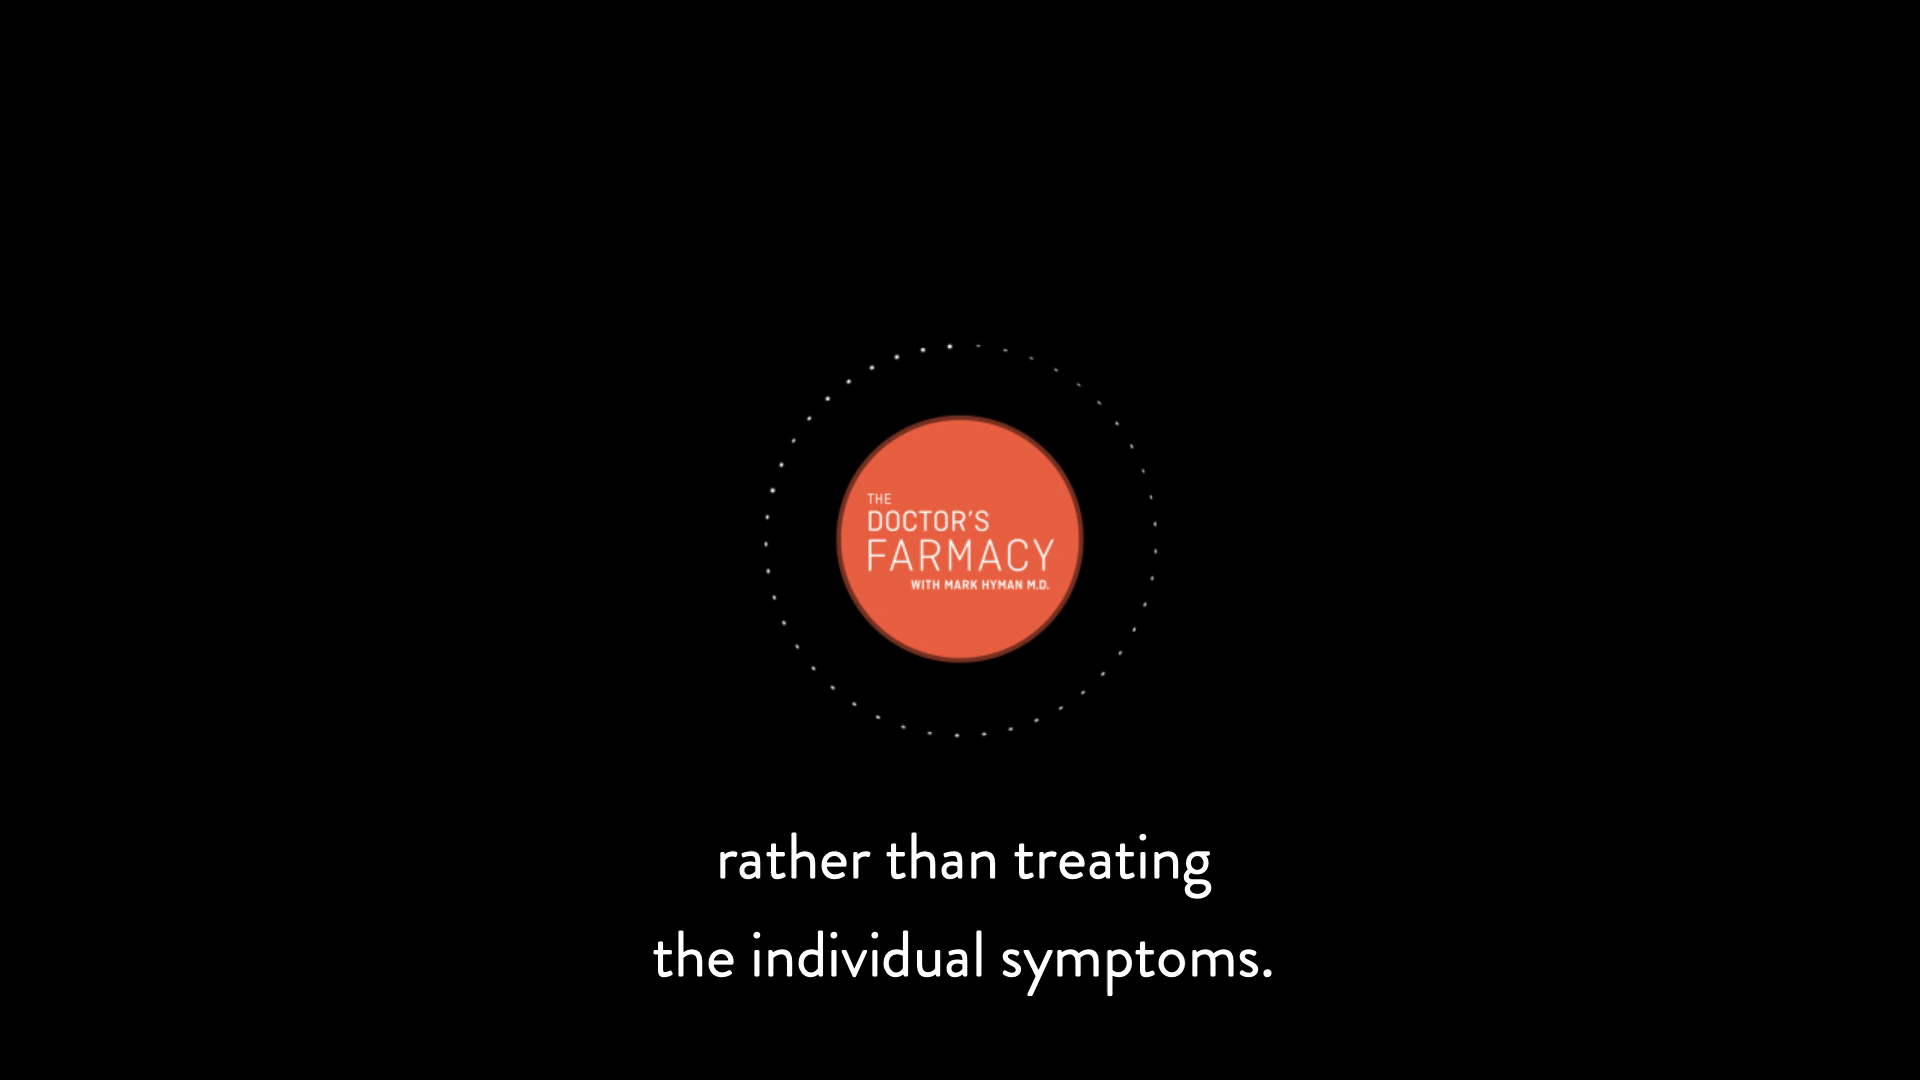 THE
DOCTOR'S
FARMACY
WITH MARK HYMAN M.D.
rather than treating
the individual symptoms.